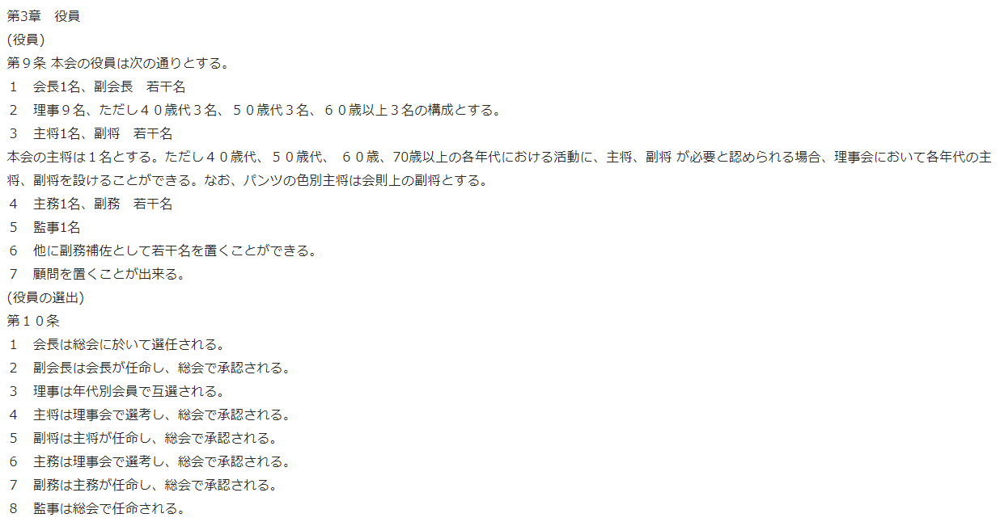 第3章　役員
(役員)
第９条 本会の役員は次の通りとする。
１　会長1名、副会長　若干名
２　理事９名、ただし４０歳代３名、５０歳代３名、６０歳以上３名の構成とする。
３　主将1名、副将　若干名
本会の主将は１名とする。ただし４０歳代、５０歳代、 ６０歳、70歳以上の各年代における活動に、主将、副将 が必要と認められる場合、理事会において各年代の主
将、副将を設けることができる。なお、パンツの色別主将は会則上の副将とする。
４　主務1名、副務　若干名
５　監事1名
６　他に副務補佐として若干名を置くことができる。
７　顧問を置くことが出来る。
(役員の選出)
第１０条
１　会長は総会に於いて選任される。
２　副会長は会長が任命し、総会で承認される。
３　理事は年代別会員で互選される。
４　主将は理事会で選考し、総会で承認される。
５　副将は主将が任命し、総会で承認される。
６　主務は理事会で選考し、総会で承認される。
７　副務は主務が任命し、総会で承認される。
８　監事は総会で任命される。